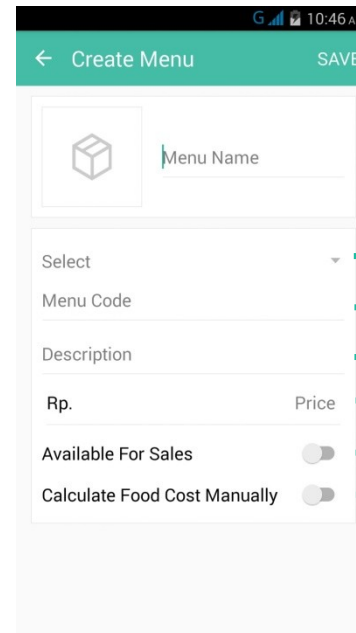 G 10:46 A
Create Menu SAVE
Menu Name
Select
Menu Code
Description
Rp. Price
Available For Sales
Calculate Food Cost Manually